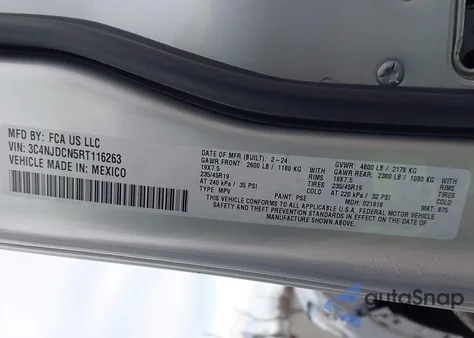 MFD BY: FCA US LLC
VIN: 3C4NJDCN5RT116263
VEHICLE MADE IN: MEXICO
DATE OF MFR (BUILT): 2-24
GVWR: 4800 LB / 2178 KG
GAWR FRONT: 2600 LB / 1180 KG WITH
GAWR REAR: 2380 LB / 1080 KG WITH
19X7.5 RIMS
19X7.5 RIMS
235/45R19 TIRES
235/45R19 TIRES
AT 240 kPa / 35 PSI COLD
AT 220 kPa / 32 PSI COLD
TYPE: MPV PAINT: PSE MDH: 021918 MKT: 875
THIS VEHICLE CONFORMS TO ALL APPLICABLE U.S.A. FEDERAL MOTOR VEHICLE
SAFETY AND THEFT PREVENTION STANDARDS IN EFFECT ON THE DATE OF
MANUFACTURE SHOWN ABOVE
autoSnap